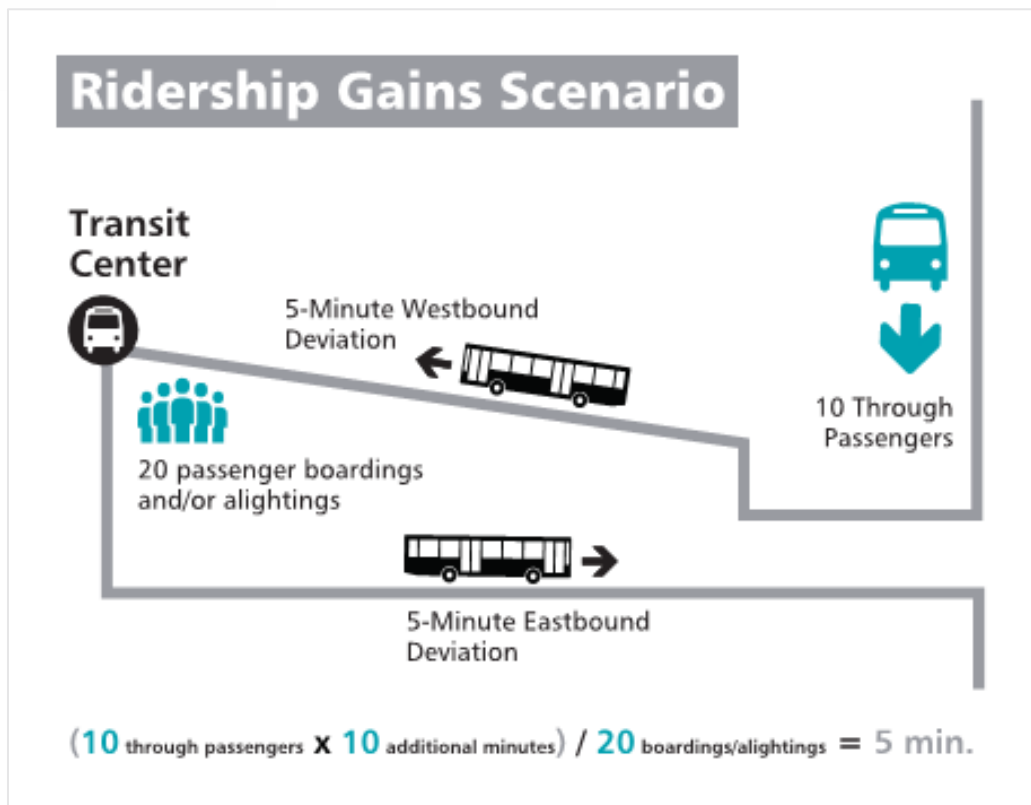 Ridership Gains Scenario
Transit
Center
5-Minute Westbound
Deviation
10 Through
Passengers
20 passenger boardings
and/or alightings
5-Minute Eastbound
Deviation
(10 through passengers x 10 additional minutes) / 20 boardings/alightings = 5 min.